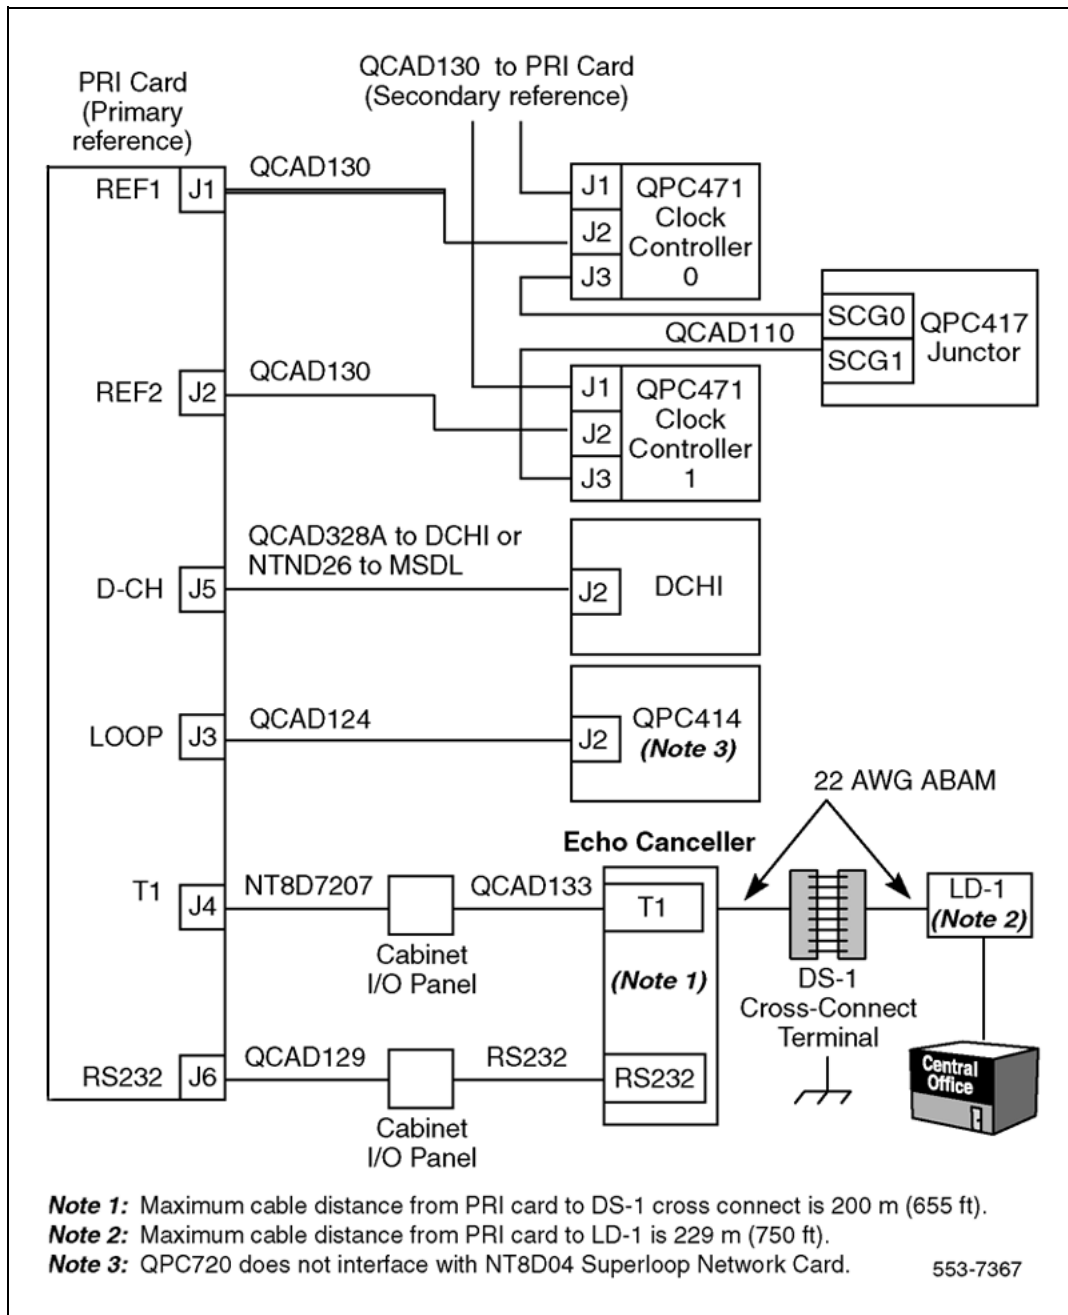 QCAD130 to PRI Card
(Secondary reference)
PRI Card
(Primary
reference)
REF1 J1
QCAD130
J1
J2
J3
QPC471
Clock
Controller
0
SCG0
SCG1
QPC417
Junctor
QCAD110
REF2 J2
QCAD130
J1
J2
J3
QPC471
Clock
Controller
1
QCAD328A to DCHI or
NTND26 to MSDL
D-CH J5
J2
DCHI
LOOP J3
QCAD124
J2
QPC414
(Note 3)
22 AWG ABAM
Echo Canceller
T1 J4
NT8D7207
Cabinet
I/O Panel
QCAD133
T1
(Note 1)
DS-1
Cross-Connect
Terminal
LD-1
(Note 2)
Central
Office
RS232 J6
QCAD129
Cabinet
I/O Panel
RS232
RS232
Note 1: Maximum cable distance from PRI card to DS-1 cross connect is 200 m (655 ft).
Note 2: Maximum cable distance from PRI card to LD-1 is 229 m (750 ft).
Note 3: QPC720 does not interface with NT8D04 Superloop Network Card.
553-7367